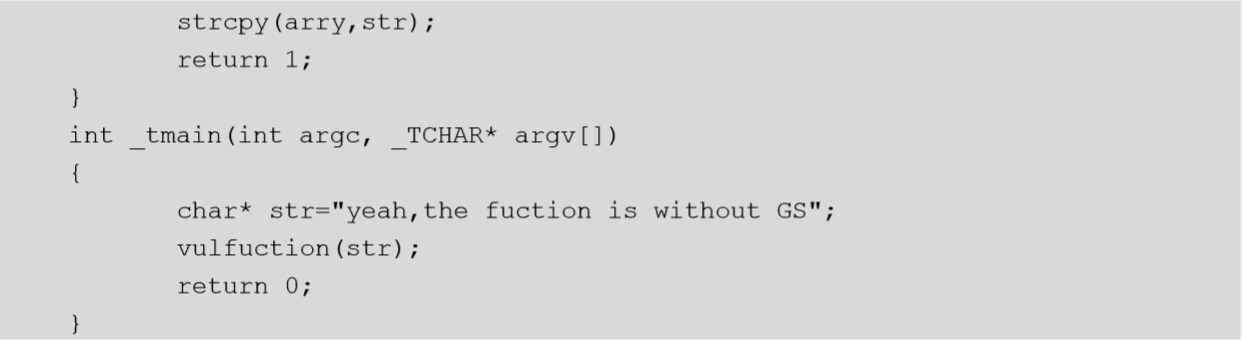 strcpy(arry,str);
return 1;
}
int _tmain(int argc, _TCHAR* argv[])
{
char* str="yeah,the fuction is without GS";
vulfuction(str);
return 0;
}